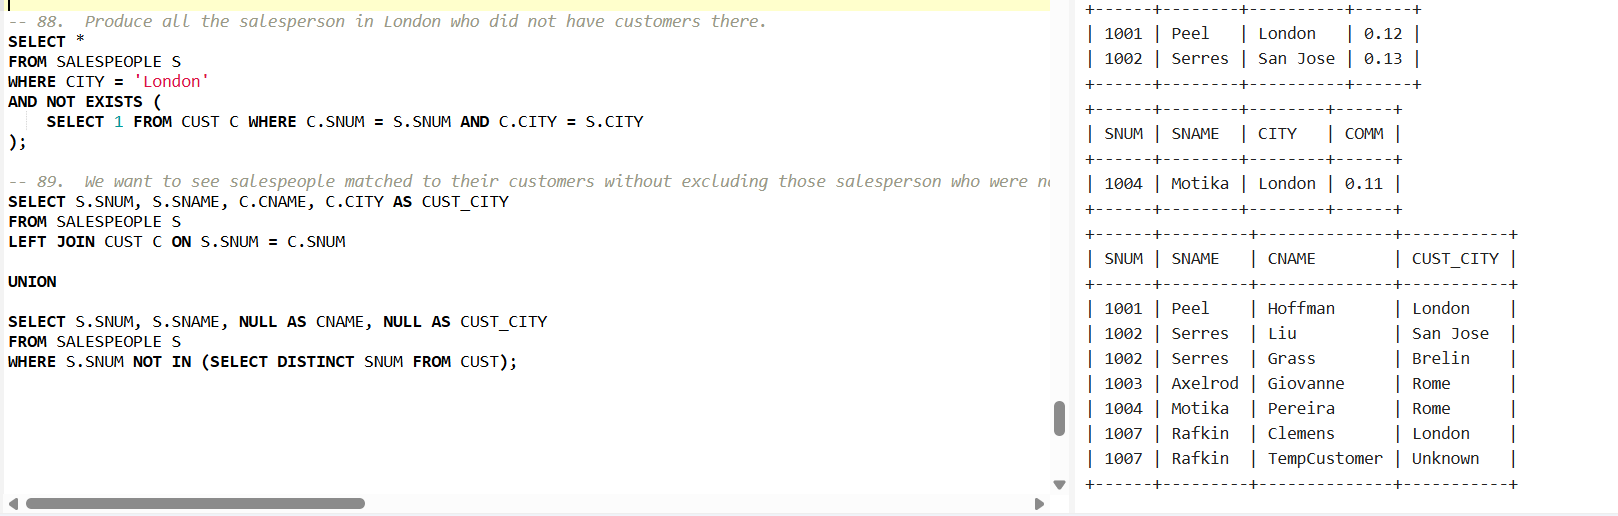 -- 88.  Produce all the salesperson in London who did not have customers there.
SELECT *
FROM SALESPEOPLE S
WHERE CITY = 'London'
AND NOT EXISTS (
    SELECT 1 FROM CUST C WHERE C.SNUM = S.SNUM AND C.CITY = S.CITY
);
-- 89.  We want to see salespeople matched to their customers without excluding those salesperson who were
SELECT S.SNUM, S.SNAME, C.CNAME, C.CITY AS CUST_CITY
FROM SALESPEOPLE S
LEFT JOIN CUST C ON S.SNUM = C.SNUM
UNION
SELECT S.SNUM, S.SNAME, NULL AS CNAME, NULL AS CUST_CITY
FROM SALESPEOPLE S
WHERE S.SNUM NOT IN (SELECT DISTINCT SNUM FROM CUST);
+------+--------+----------+------+
| 1001 | Peel   | London   | 0.12 |
| 1002 | Serres | San Jose | 0.13 |
+------+--------+----------+------+
+------+--------+--------+------+
| SNUM | SNAME  | CITY   | COMM |
+------+--------+--------+------+
| 1004 | Motika | London | 0.11 |
+------+--------+--------+------+
+------+---------+--------------+-----------+
| SNUM | SNAME   | CNAME        | CUST_CITY |
+------+---------+--------------+-----------+
| 1001 | Peel    | Hoffman      | London    |
| 1002 | Serres  | Liu          | San Jose  |
| 1002 | Serres  | Grass        | Brelin    |
| 1003 | Axelrod | Giovanne     | Rome      |
| 1004 | Motika  | Pereira      | Rome      |
| 1007 | Rafkin  | Clemens      | London    |
| 1007 | Rafkin  | TempCustomer | Unknown   |
+------+---------+--------------+-----------+